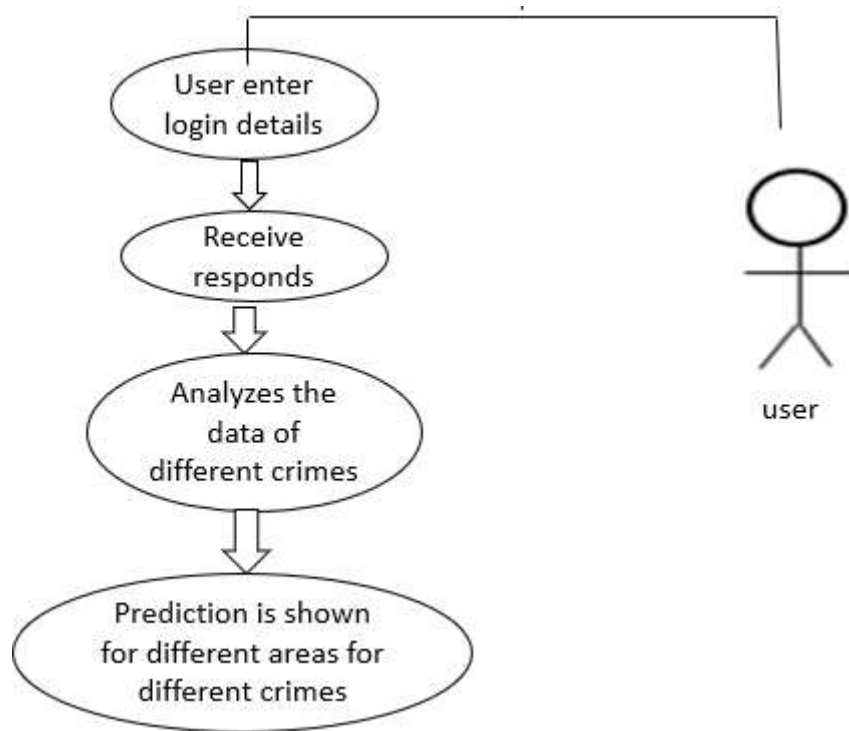 User enter
login details
Receive
responds
Analyzes the
data of
different crimes
user
Prediction is shown
for different areas for
different crimes